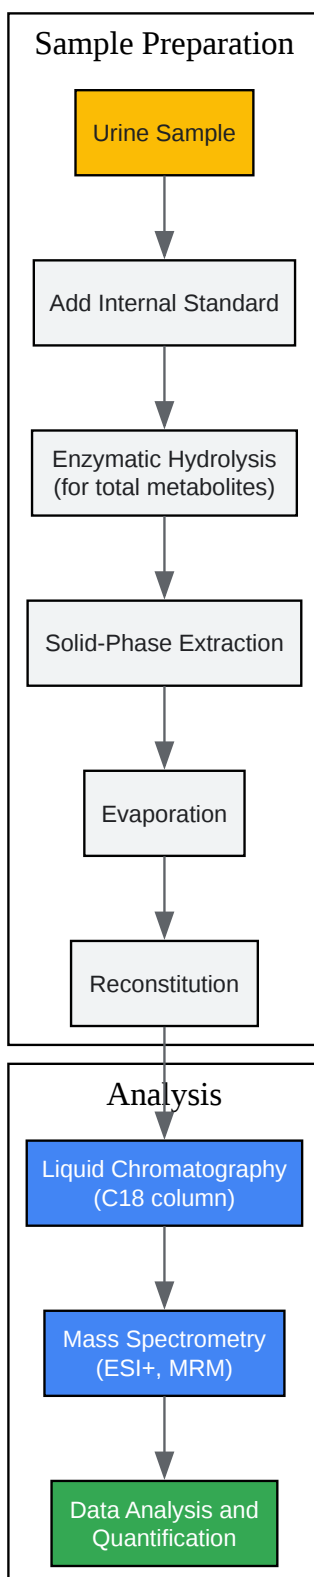 Sample Preparation
Urine Sample
Add Internal Standard
Enzymatic Hydrolysis
(for total metabolites)
Solid-Phase Extraction
Evaporation
Reconstitution
Analysis
Liquid Chromatography
(C18 column)
Mass Spectrometry
(ESI+, MRM)
Data Analysis and
Quantification